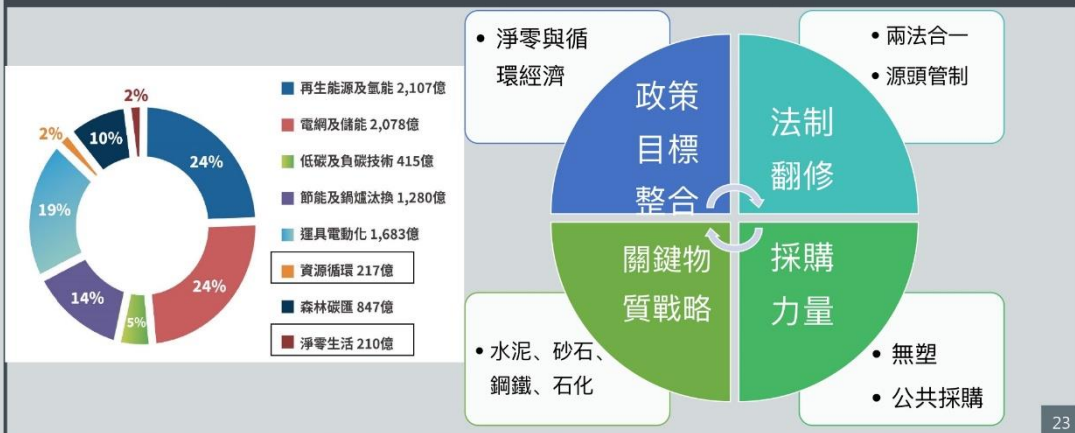 2%
2%
10%
24%
19%
14%
5%
24%
再生能源及氫能 2,107億
電網及儲能 2,078億
低碳及負碳技術 415億
節能及鍋爐汰換 1,280億
運具電動化 1,683億
資源循環 217億
森林碳匯 847億
淨零生活 210億
• 淨零與循
環經濟
政策
目標
整合
• 兩法合一
• 源頭管制
法制
翻修
關鍵物
質戰略
• 水泥、砂石、
鋼鐵、石化
採購
力量
• 無塑
• 公共採購
23